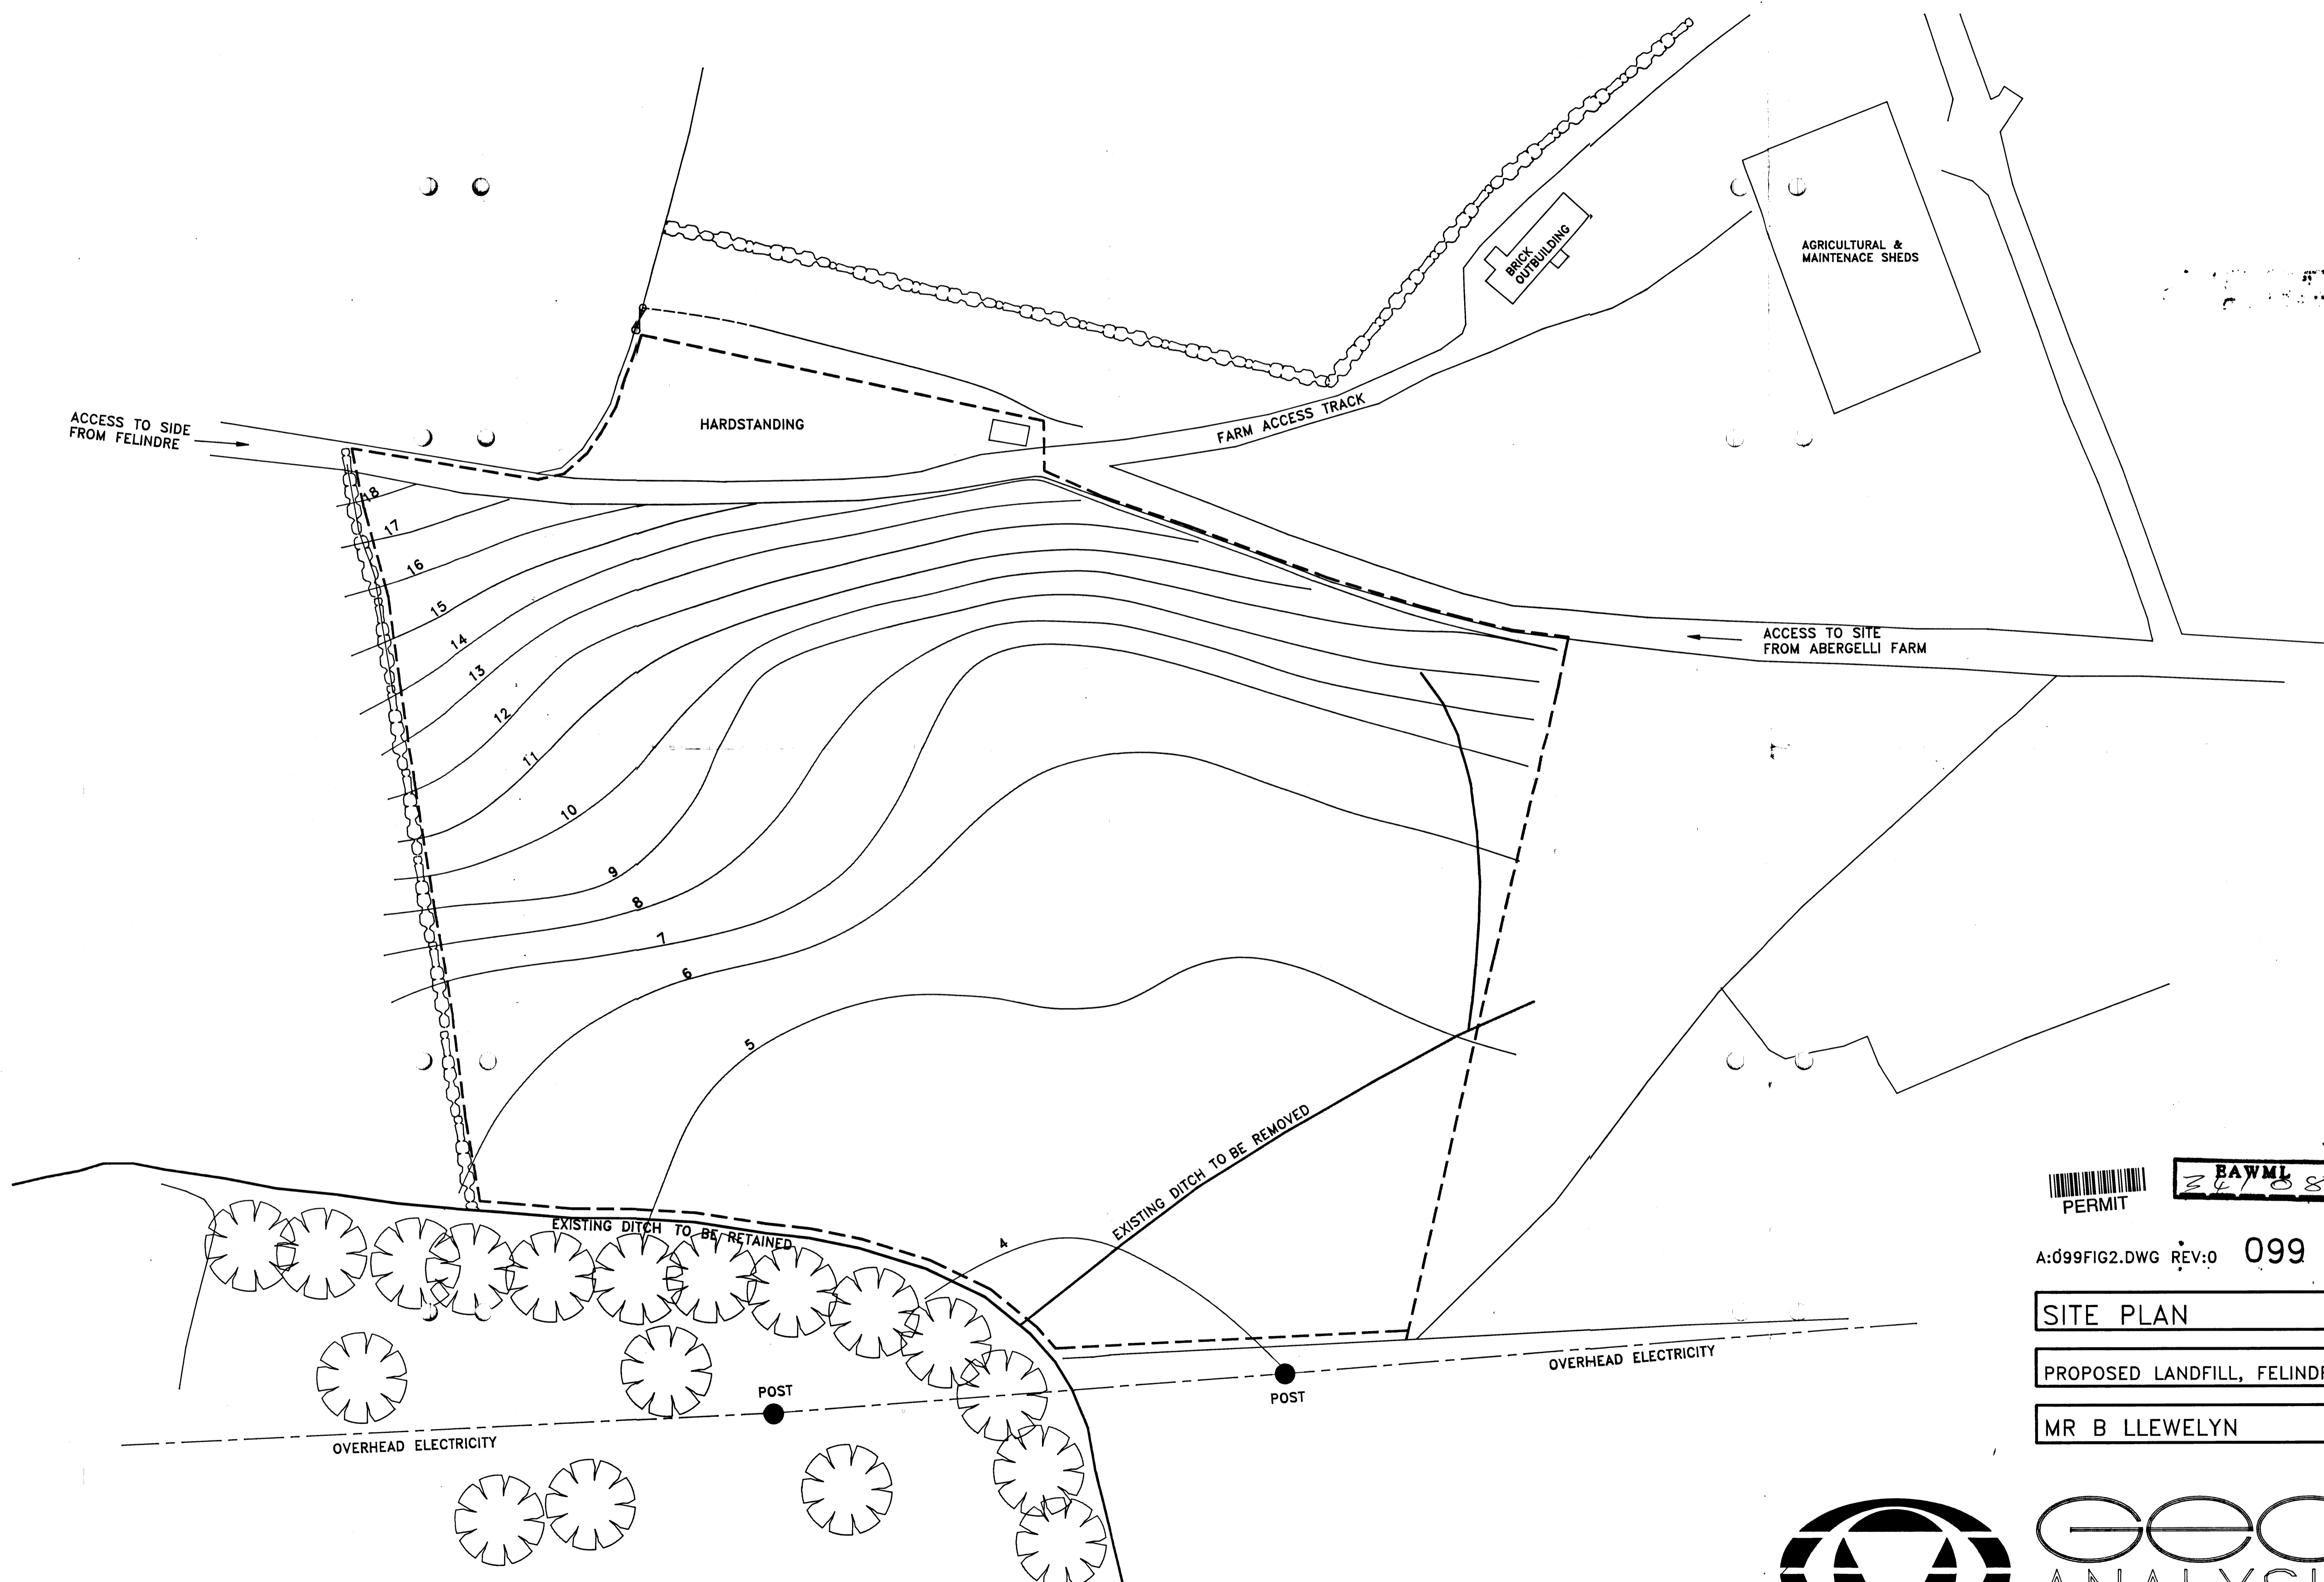 AGRICULTURAL &
MAINTENACE SHEDS
BRICK
OUTBUILDING
ACCESS TO SIDE
FROM FELINDRE
HARDSTANDING
FARM ACCESS TRACK
18
17
16
15
14
13
12
11
10
9
8
7
6
5
4
ACCESS TO SITE
FROM ABERGELLI FARM
EXISTING DITCH TO BE REMOVED
EXISTING DITCH TO BE RETAINED
POST
POST
OVERHEAD ELECTRICITY
OVERHEAD ELECTRICITY
PERMIT
EAWML
A:099FIG2.DWG REV:0 099
SITE PLAN
PROPOSED LANDFILL,
MR B LLEWELYN